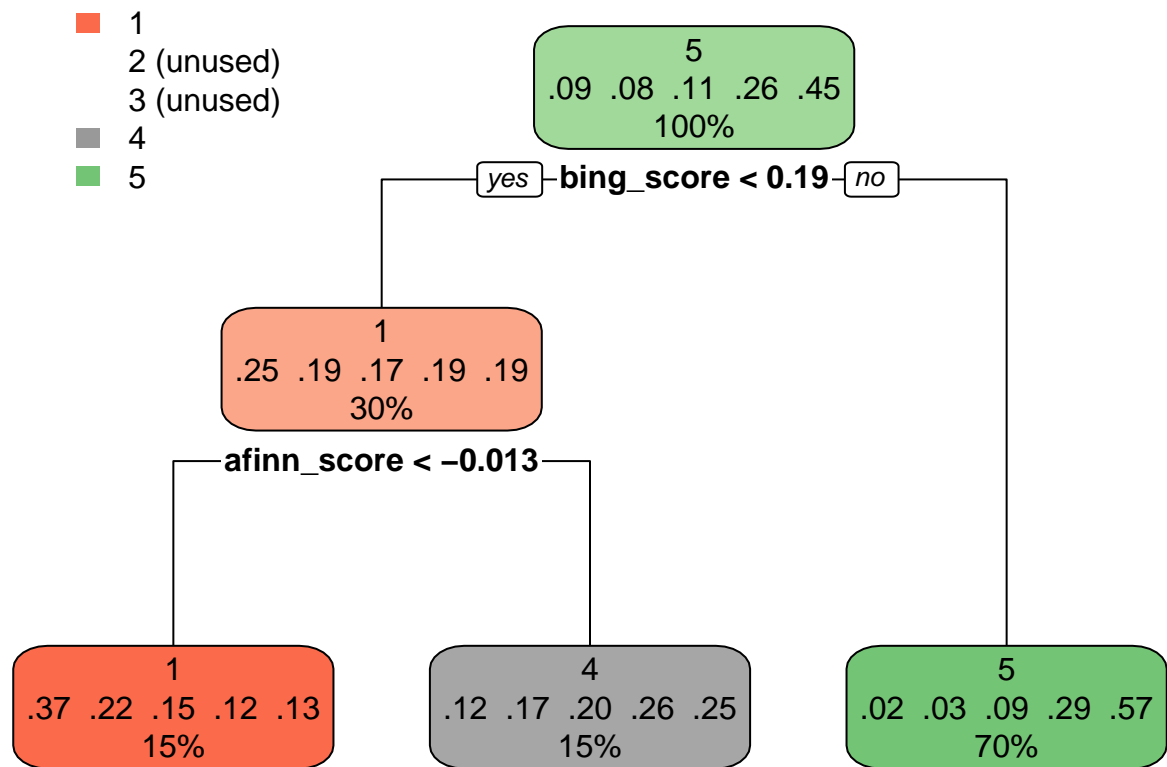 1
2 (unused)
3 (unused)
4
5
5
.09 .08 .11 .26 .45
100%
yes bing_score < 0.19 no
1
.25 .19 .17 .19 .19
30%
afinn_score < −0.013
1
.37 .22 .15 .12 .13
15%
4
.12 .17 .20 .26 .25
15%
5
.02 .03 .09 .29 .57
70%